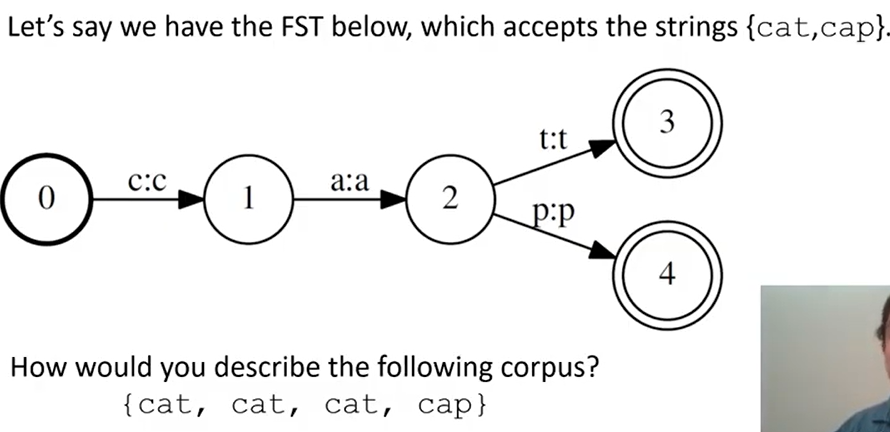 Let's say we have the FST below, which accepts the strings {cat,cap}.
3
t:t
c:c
a:a
0
1
2
p:p
4
How would you describe the following corpus?
{cat, cat, cat, cap}